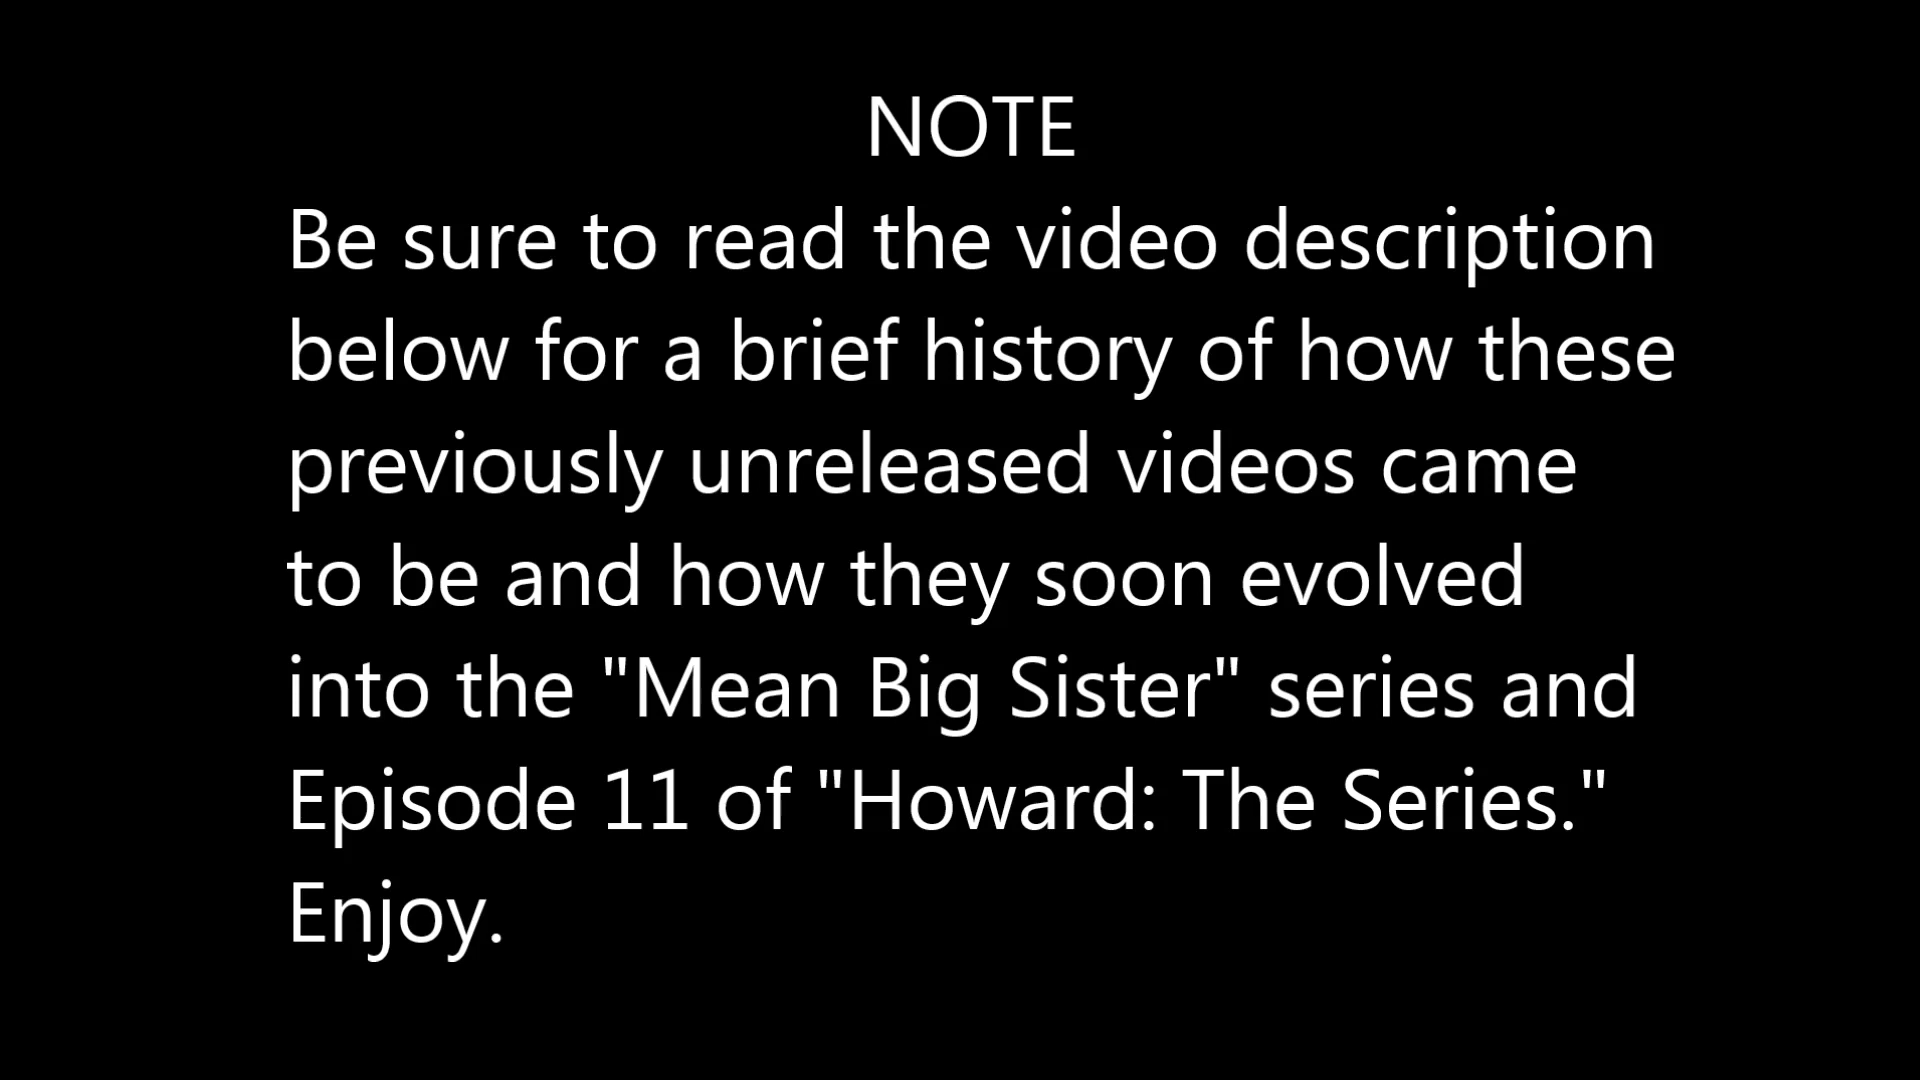 NOTE
Be sure to read the video description
below for a brief history of how these
previously unreleased videos came
to be and how they soon evolved
into the "Mean Big Sister" series and
Episode 11 of "Howard: The Series."
Enjoy.